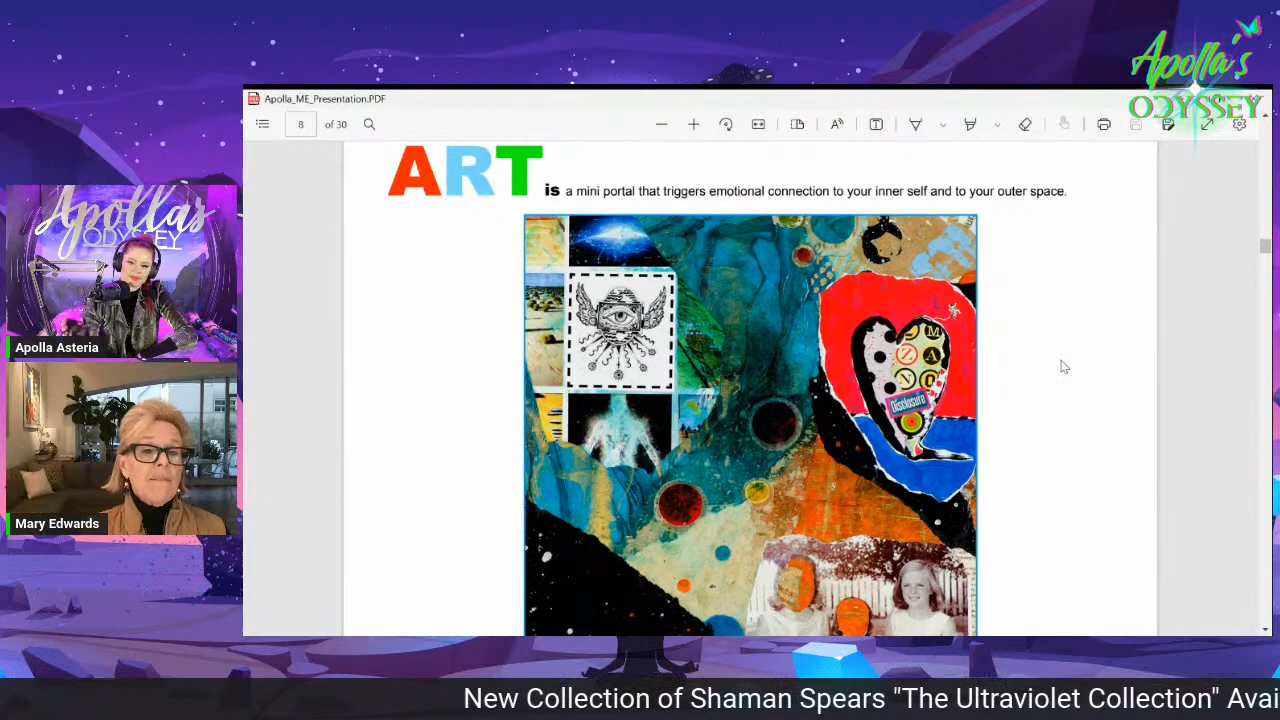 Apolla's
ODYSSEY
Apolla_ME_Presentation.PDF
8 of 30
ART is a mini portal that triggers emotional connection to your inner self and to your outer space.
Apollas
ODYSSEY
Apolla Asteria
Mary Edwards
M
Z A
N
Disclosure
New Collection of Shaman Spears "The Ultraviolet Collection" Avai